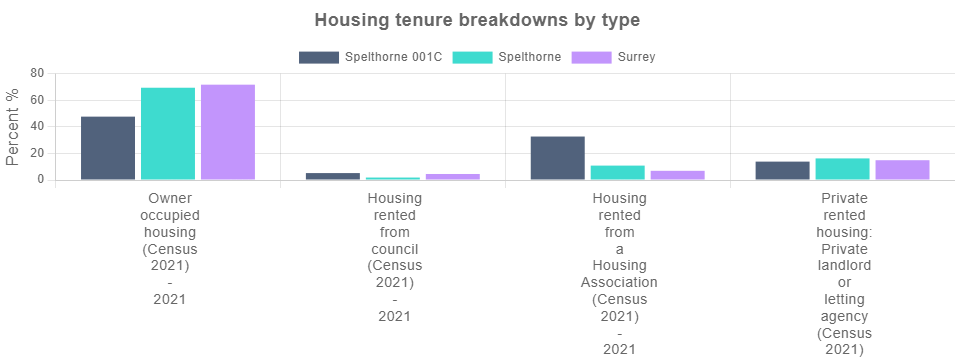 Housing tenure breakdowns by type
Spelthorne 001C
Spelthorne
Surrey
Percent %
80
60
40
20
0
Owner
occupied
housing
(Census
2021)
-
2021
Housing
rented
from
council
(Census
2021)
-
2021
Housing
rented
from
a
Housing
Association
(Census
2021)
-
2021
Private
rented
housing:
Private
landlord
or
letting
agency
(Census
2021)